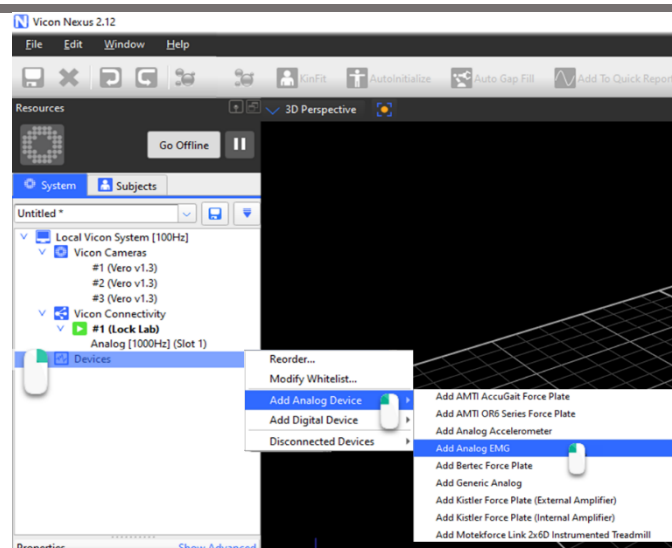 Vicon Nexus 2.12
File Edit Window Help
KinFit AutoInitialize Auto Gap Fill Add To Quick Report
Resources
3D Perspective
Go Offline
System Subjects
Untitled *
Local Vicon System [100Hz]
Vicon Cameras
#1 (Vero v1.3)
#2 (Vero v1.3)
#3 (Vero v1.3)
Vicon Connectivity
#1 (Lock Lab)
Analog [1000Hz] (Slot 1)
Devices
Reorder...
Modify Whitelist...
Add Analog Device
Add Digital Device
Disconnected Devices
Add AMTI AccuGait Force Plate
Add AMTI OR6 Series Force Plate
Add Analog Accelerometer
Add Analog EMG
Add Bertec Force Plate
Add Generic Analog
Add Kistler Force Plate (External Amplifier)
Add Kistler Force Plate (Internal Amplifier)
Add Motekforce Link 2x6D Instrumented Treadmill
Properties Show Advanced